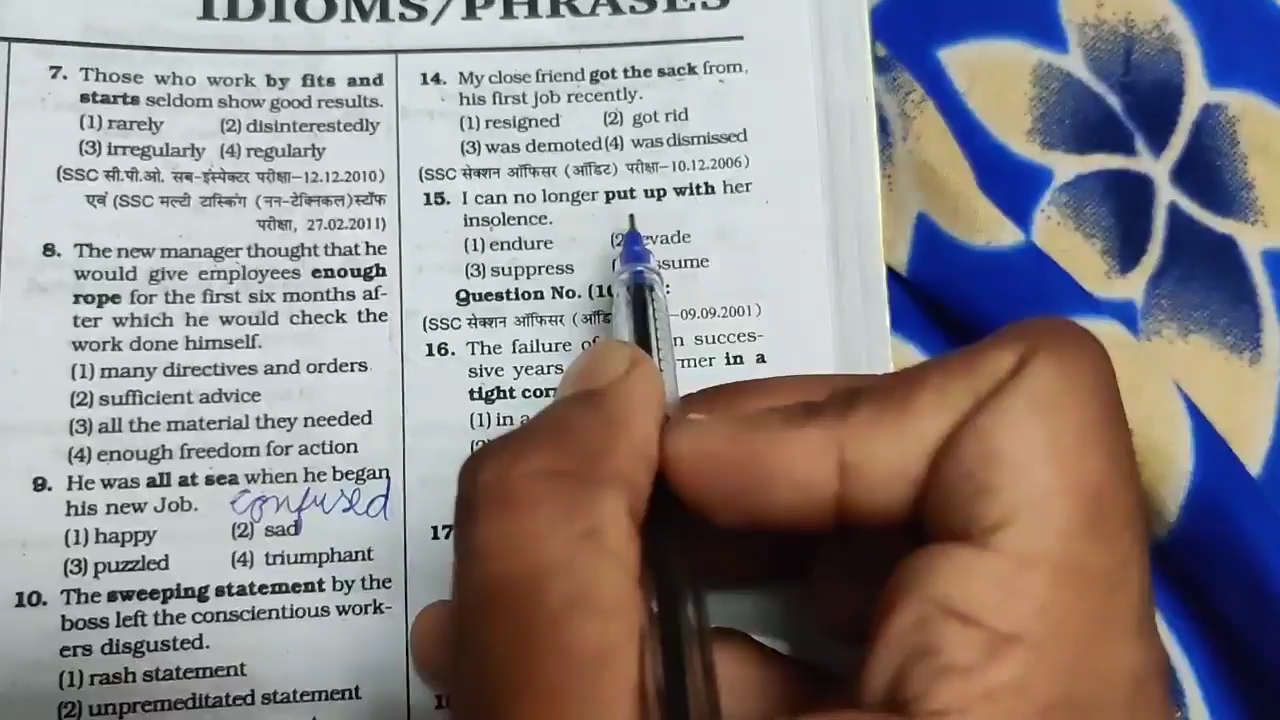 IDIOMS/PHRASES
7. Those who work by fits and
starts seldom show good results.
(1) rarely (2) disinterestedly
(3) irregularly (4) regularly
(SSC सी.पी.ओ. सब-इंस्पेक्टर परीक्षा-12.12.2010)
एवं (SSC मल्टी टास्किंग (नन-टेक्निकल)स्टॉफ
परीक्षा, 27.02.2011)
8. The new manager thought that he
would give employees enough
rope for the first six months af-
ter which he would check the
work done himself.
(1) many directives and orders
(2) sufficient advice
(3) all the material they needed
(4) enough freedom for action
9. He was all at sea when he began
his new Job. confused
(1) happy (2) sad
(3) puzzled (4) triumphant
10. The sweeping statement by the
boss left the conscientious work-
ers disgusted.
(1) rash statement
(2) unpremeditated statement
14. My close friend got the sack from,
his first job recently.
(1) resigned (2) got rid
(3) was demoted (4) was dismissed
(SSC सेक्शन ऑफिसर (ऑडिट) परीक्षा-10.12.2006)
15. I can no longer put up with her
insolence.
(1) endure
(3) suppress
Question No.
(SSC सेक्शन ऑफिसर -09.09.2001)
16. The failure succes-
sive years in a
tight
(1) in
17